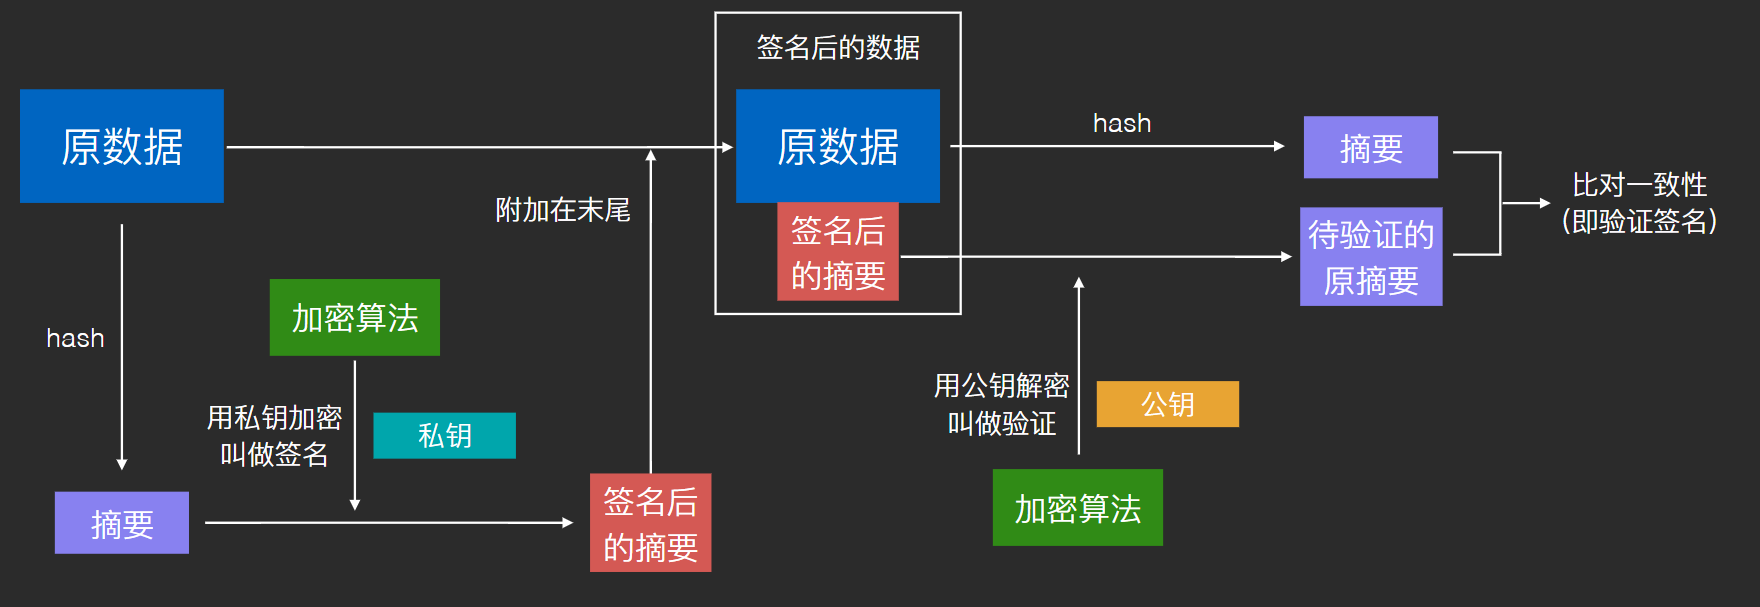 签名后的数据
原数据
原数据
hash
摘要
附加在末尾
比对一致性
(即验证签名)
签名后
的摘要
待验证的
原摘要
加密算法
hash
用私钥加密
叫做签名
私钥
用公钥解密
叫做验证
公钥
摘要
签名后
的摘要
加密算法